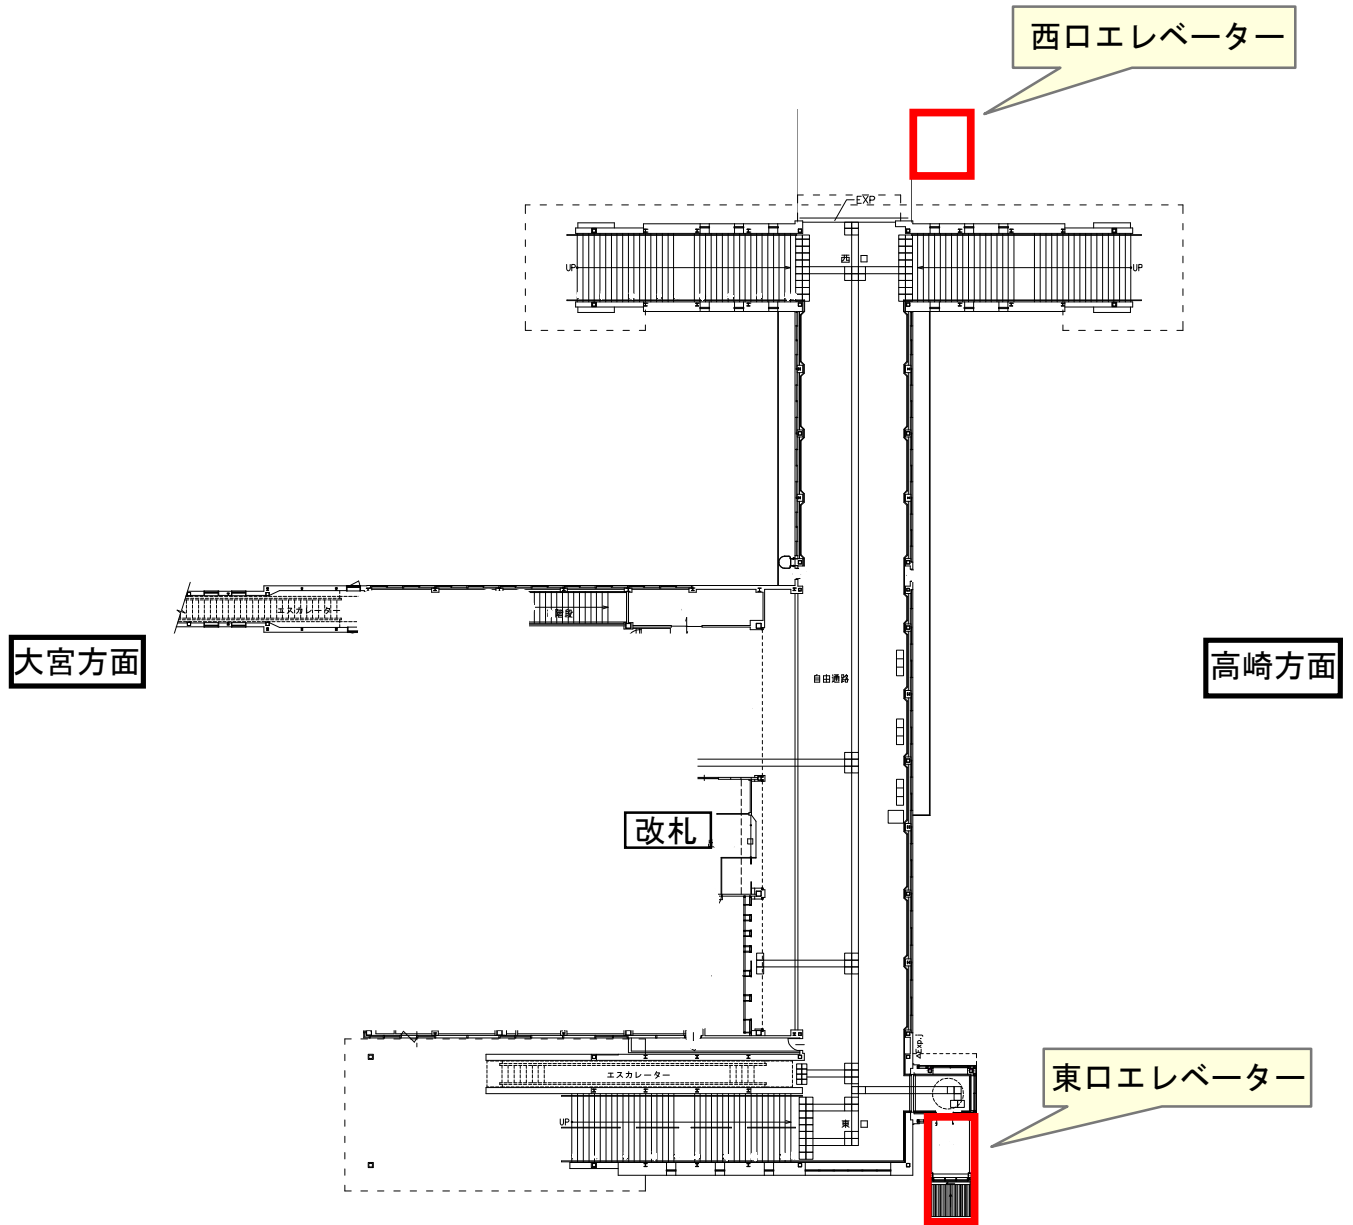 西口エレベーター
EXP
西口
UP
UP
エスカレーター
階段
大宮方面
自由通路
高崎方面
改札
Exp.j
エスカレーター
東口エレベーター
UP
東口